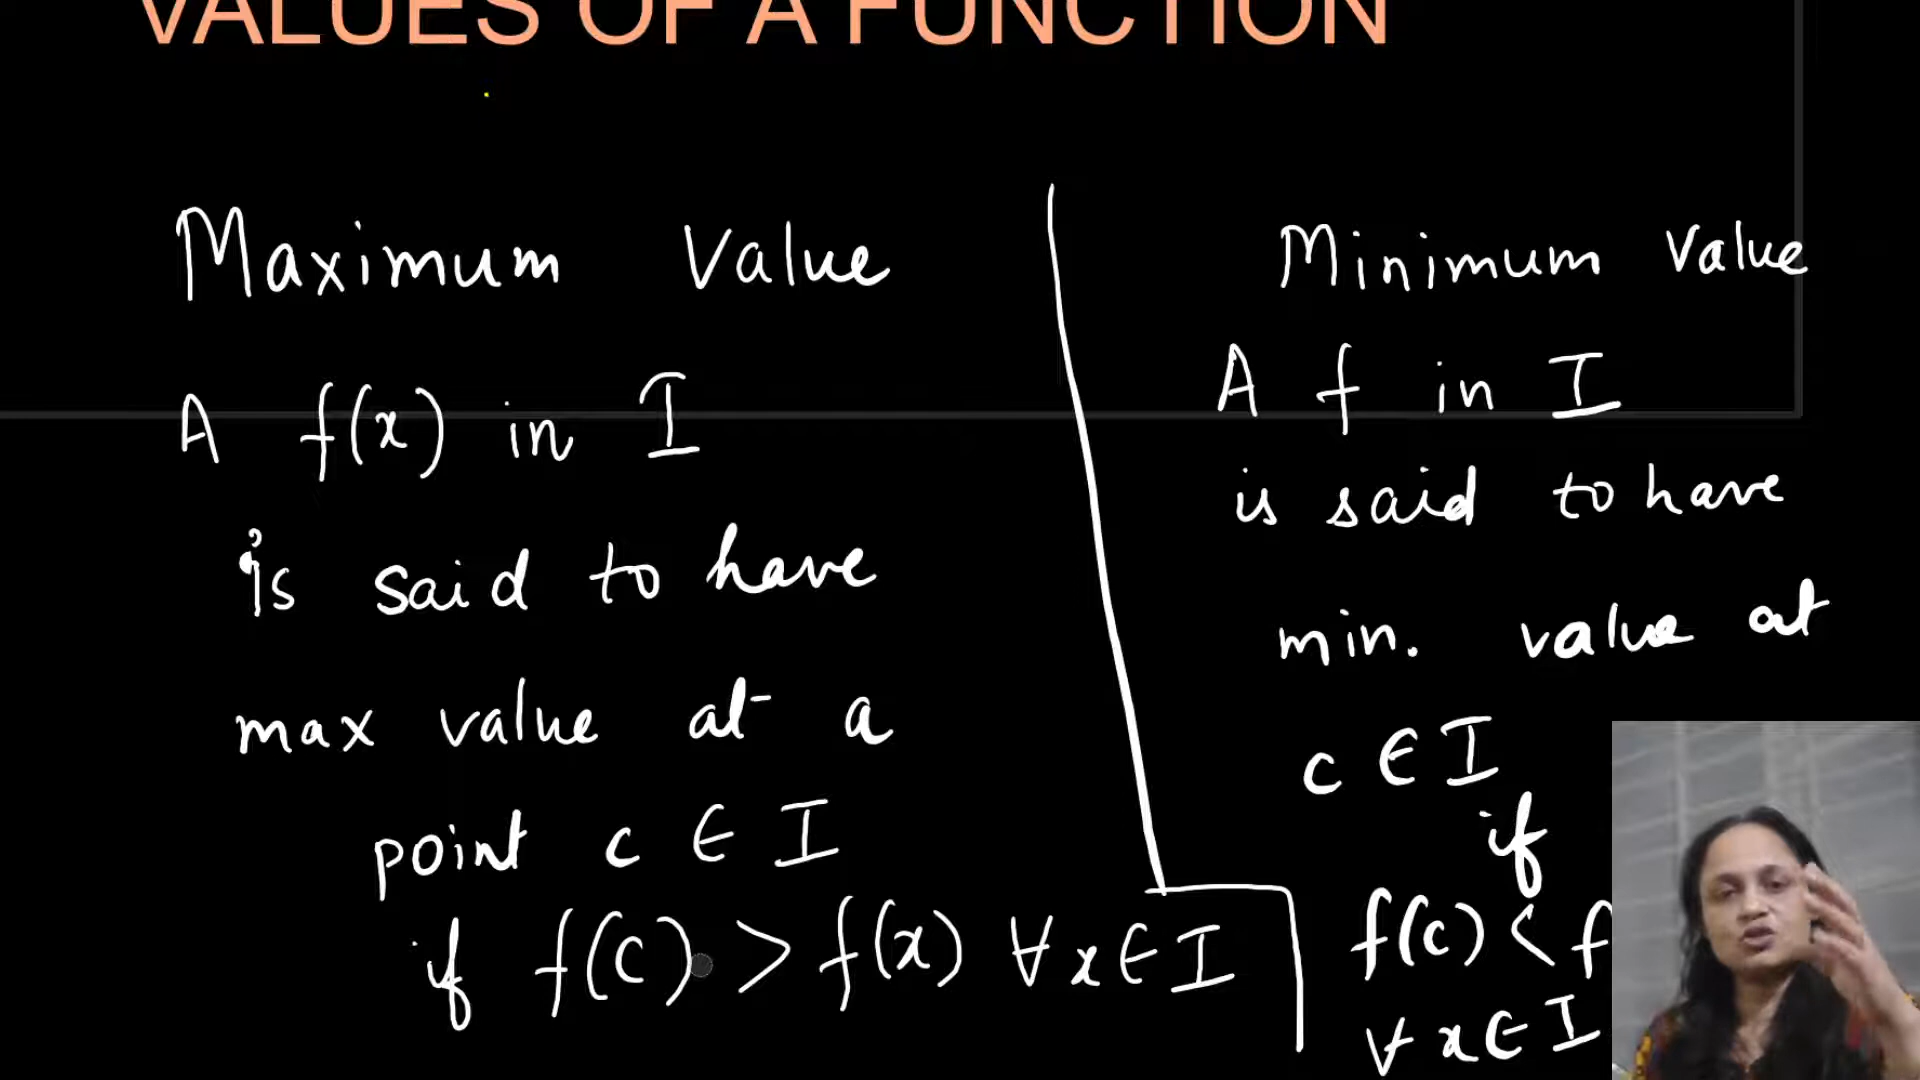 VALUES OF A FUNCTION
Maximum Value
A f(x) in I
is said to have
max value at a
point c ∈ I
if f(c) > f(x) ∀ x ∈ I
Minimum Value
A f in I
is said to have
min. value at
c ∈ I
if
f(c) < f
∀ x ∈ I